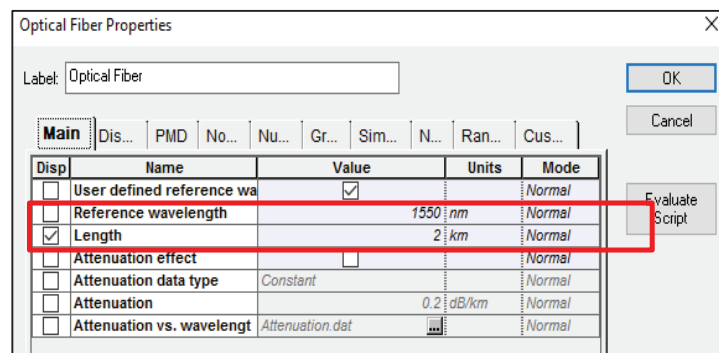 Optical Fiber Properties X
Label: Optical Fiber
OK
Cancel
Evaluate Script
Main Dis... PMD No... Nu... Gr... Sim... N... Ran... Cus...
Disp Name Value Units Mode
User defined reference wa Normal
Reference wavelength 1550 nm Normal
Length 2 km Normal
Attenuation effect Normal
Attenuation data type Constant Normal
Attenuation 0.2 dB/km Normal
Attenuation vs. wavelengt Attenuation.dat ... Normal